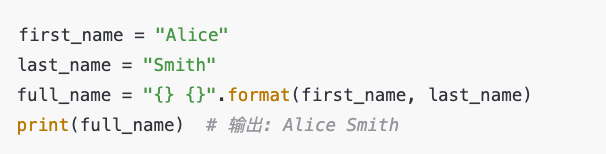 first_name = "Alice"
last_name = "Smith"
full_name = "{} {}".format(first_name, last_name)
print(full_name)  # 输出: Alice Smith